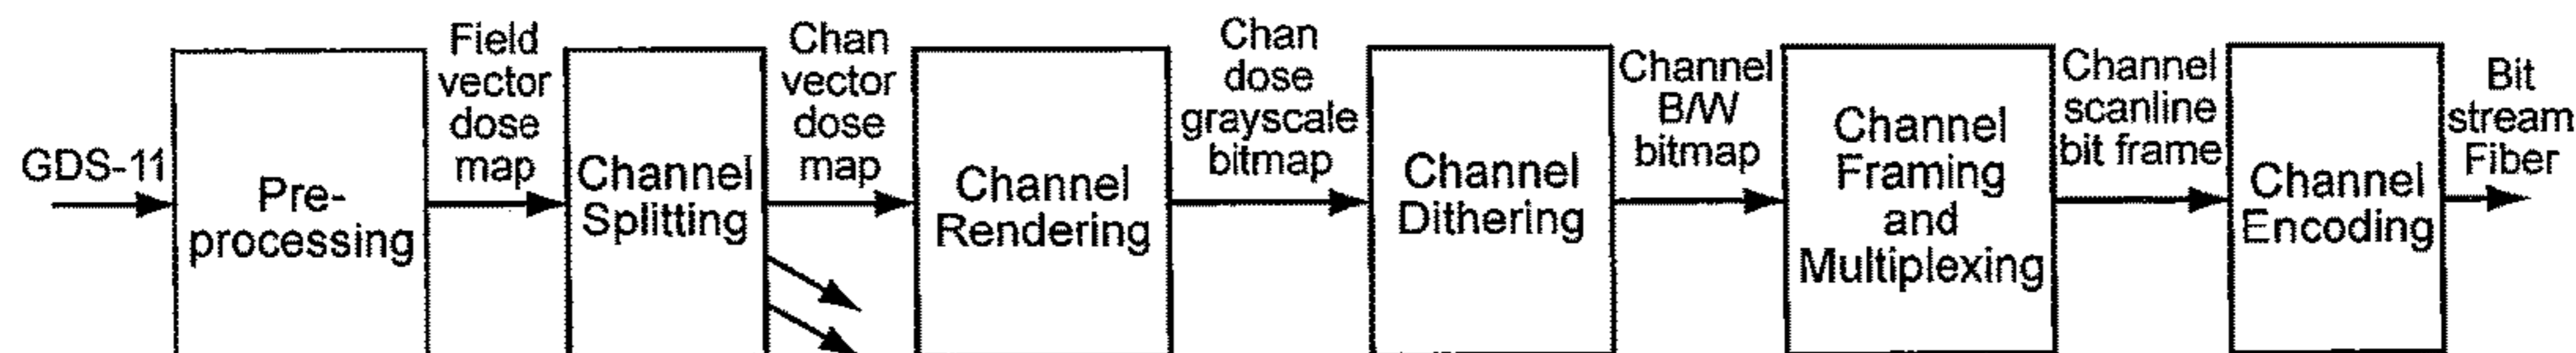 GDS-11
Pre-
processing
Field
vector
dose
map
Channel
Splitting
Chan
vector
dose
map
Channel
Rendering
Chan
dose
grayscale
bitmap
Channel
Dithering
Channel
B/W
bitmap
Channel
Framing
and
Multiplexing
Channel
scanline
bit frame
Channel
Encoding
Bit
stream
Fiber